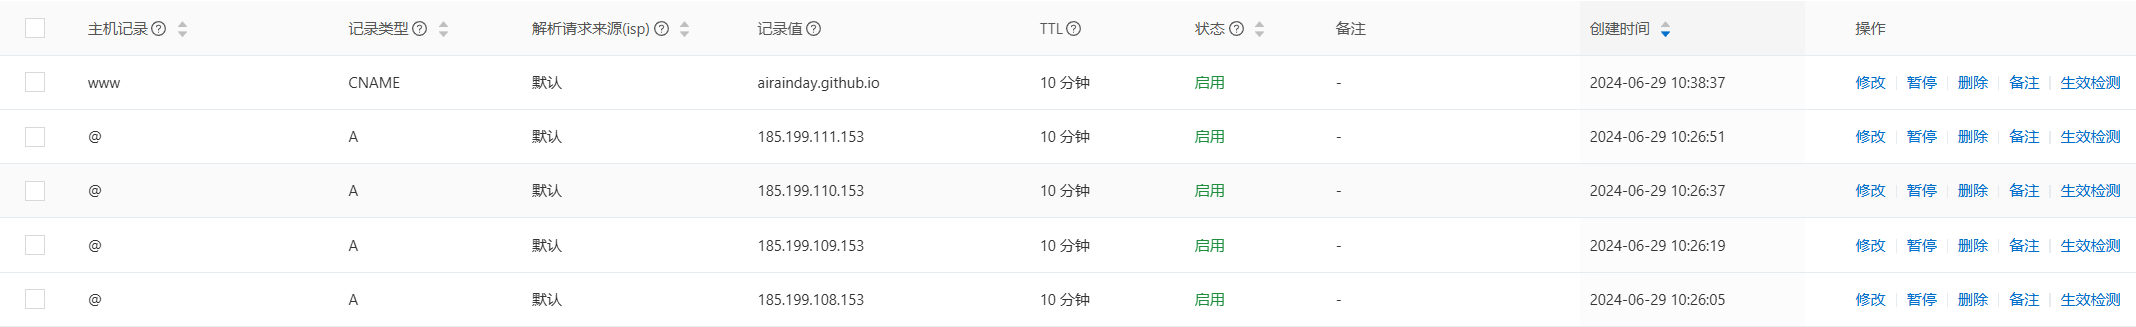 主机记录 记录类型 解析请求来源(isp) 记录值 TTL 状态 备注 创建时间 操作
www CNAME 默认 airainday.github.io 10 分钟 启用 - 2024-06-29 10:38:37 修改 暂停 删除 备注 生效检测
@ A 默认 185.199.111.153 10 分钟 启用 - 2024-06-29 10:26:51 修改 暂停 删除 备注 生效检测
@ A 默认 185.199.110.153 10 分钟 启用 - 2024-06-29 10:26:37 修改 暂停 删除 备注 生效检测
@ A 默认 185.199.109.153 10 分钟 启用 - 2024-06-29 10:26:19 修改 暂停 删除 备注 生效检测
@ A 默认 185.199.108.153 10 分钟 启用 - 2024-06-29 10:26:05 修改 暂停 删除 备注 生效检测